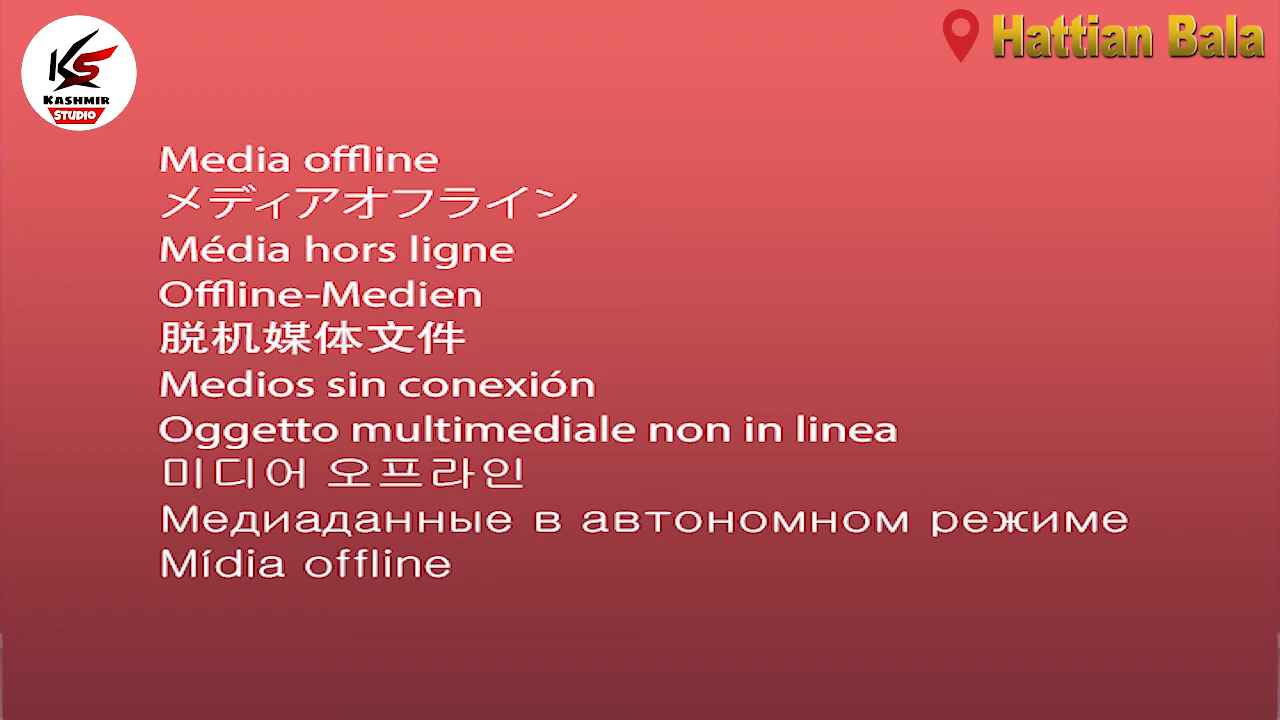 KS
KASHMIR
STUDIO
Hattian Bala
Media offline
メディアオフライン
Média hors ligne
Offline-Medien
脱机媒体文件
Medios sin conexión
Oggetto multimediale non in linea
미디어 오프라인
Медиаданные в автономном режиме
Mídia offline